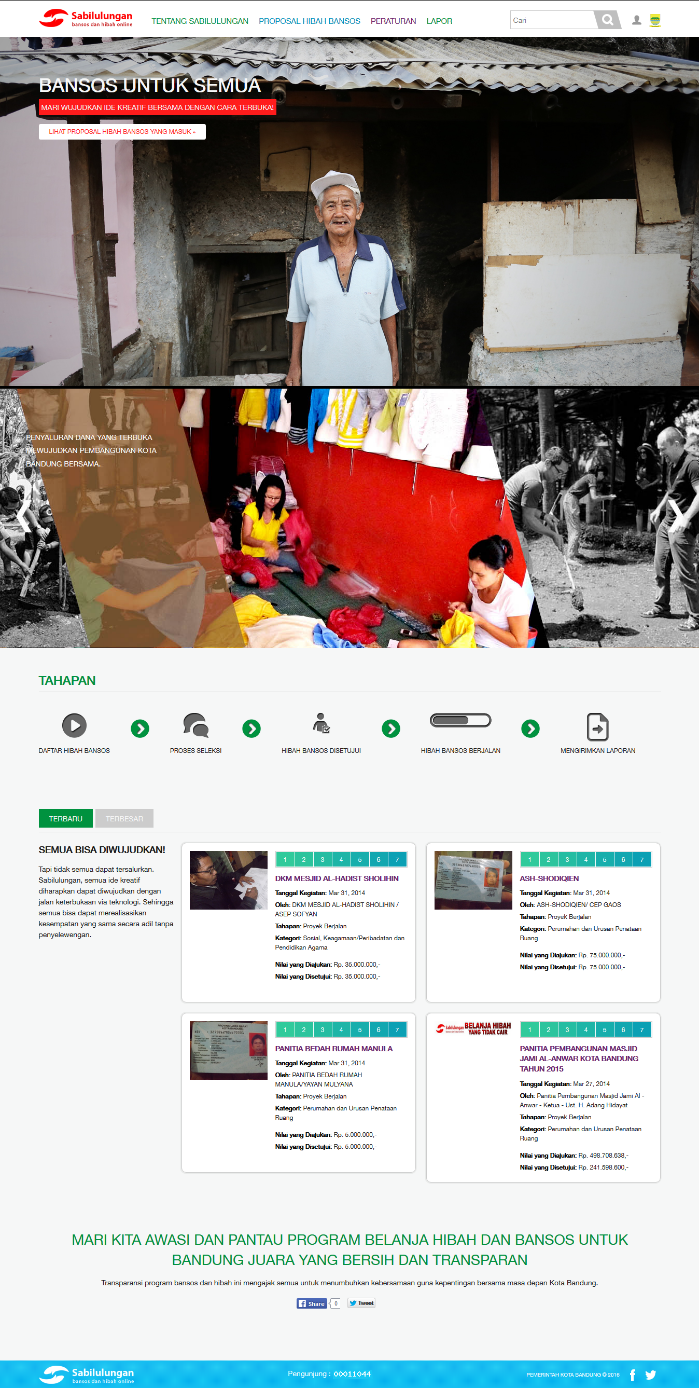 Sabilulungan
bansos dan hibah online
TENTANG SABILULUNGAN
PROPOSAL HIBAH BANSOS
PERATURAN
LAPOR
Cari
BANSOS UNTUK SEMUA
MARI WUJUDKAN IDE KREATIF BERSAMA DENGAN CARA TERBUKA!
LIHAT PROPOSAL HIBAH BANSOS YANG MASUK »
PENYALURAN DANA YANG TERBUKA
MEWUJUDKAN PEMBANGUNAN KOTA
BANDUNG BERSAMA.
TAHAPAN
DAFTAR HIBAH BANSOS
PROSES SELEKSI
HIBAH BANSOS DISETUJUI
HIBAH BANSOS BERJALAN
MENGIRIMKAN LAPORAN
TERBARU
TERBESAR
SEMUA BISA DIWUJUDKAN!
Tapi tidak semua dapat tersalurkan.
Sabilulungan, semua ide kreatif
diharapkan dapat diwujudkan dengan
jalan keterbukaan via teknologi. Sehingga
semua bisa dapat merealisasikan
kesempatan yang sama secara adil tanpa
penyelewengan.
1 2 3 4 5 6 7
DKM MESJID AL-HADIST SHOLIHIN
Tanggal Kegiatan: Mar 31, 2014
Oleh: DKM MESJID AL-HADIST SHOLIHIN /
ASEP SOFYAN
Tahapan: Proyek Berjalan
Kategori: Sosial, Keagamaan/Peribadatan dan
Pendidikan Agama
Nilai yang Diajukan: Rp. 35.000.000,-
Nilai yang Disetujui: Rp. 35.000.000,-
1 2 3 4 5 6 7
ASH-SHODIQIEN
Tanggal Kegiatan: Mar 31, 2014
Oleh: ASH-SHODIQIEN/ CEP GAOS
Tahapan: Proyek Berjalan
Kategori: Perumahan dan Urusan Penataan
Ruang
Nilai yang Diajukan: Rp. 75.000.000,-
Nilai yang Disetujui: Rp. 75.000.000,-
1 2 3 4 5 6 7
PANITIA BEDAH RUMAH MANULA
Tanggal Kegiatan: Mar 31, 2014
Oleh: PANITIA BEDAH RUMAH
MANULA/YAYAN MULYANA
Tahapan: Proyek Berjalan
Kategori: Perumahan dan Urusan Penataan
Ruang
Nilai yang Diajukan: Rp. 5.000.000,-
Nilai yang Disetujui: Rp. 5.000.000,-
Sabilulungan BELANJA HIBAH
YANG TIDAK CAIR
1 2 3 4 5 6 7
PANITIA PEMBANGUNAN MASJID
JAMI AL-ANWAR KOTA BANDUNG
TAHUN 2015
Tanggal Kegiatan: Mar 27, 2014
Oleh: Panitia Pembangunan Masjid Jami Al -
Anwar - Ketua - Ust. H. Adang Hidayat
Tahapan: Proyek Berjalan
Kategori: Perumahan dan Urusan Penataan
Ruang
Nilai yang Diajukan: Rp. 498.708.638,-
Nilai yang Disetujui: Rp. 241.598.600,-
MARI KITA AWASI DAN PANTAU PROGRAM BELANJA HIBAH DAN BANSOS UNTUK
BANDUNG JUARA YANG BERSIH DAN TRANSPARAN
Transparansi program bansos dan hibah ini mengajak semua untuk menumbuhkan kebersamaan guna kepentingan bersama masa depan Kota Bandung.
Share 0 Tweet
Sabilulungan
bansos dan hibah online
Pengunjung : 00011044
PEMERINTAH KOTA BANDUNG © 2016